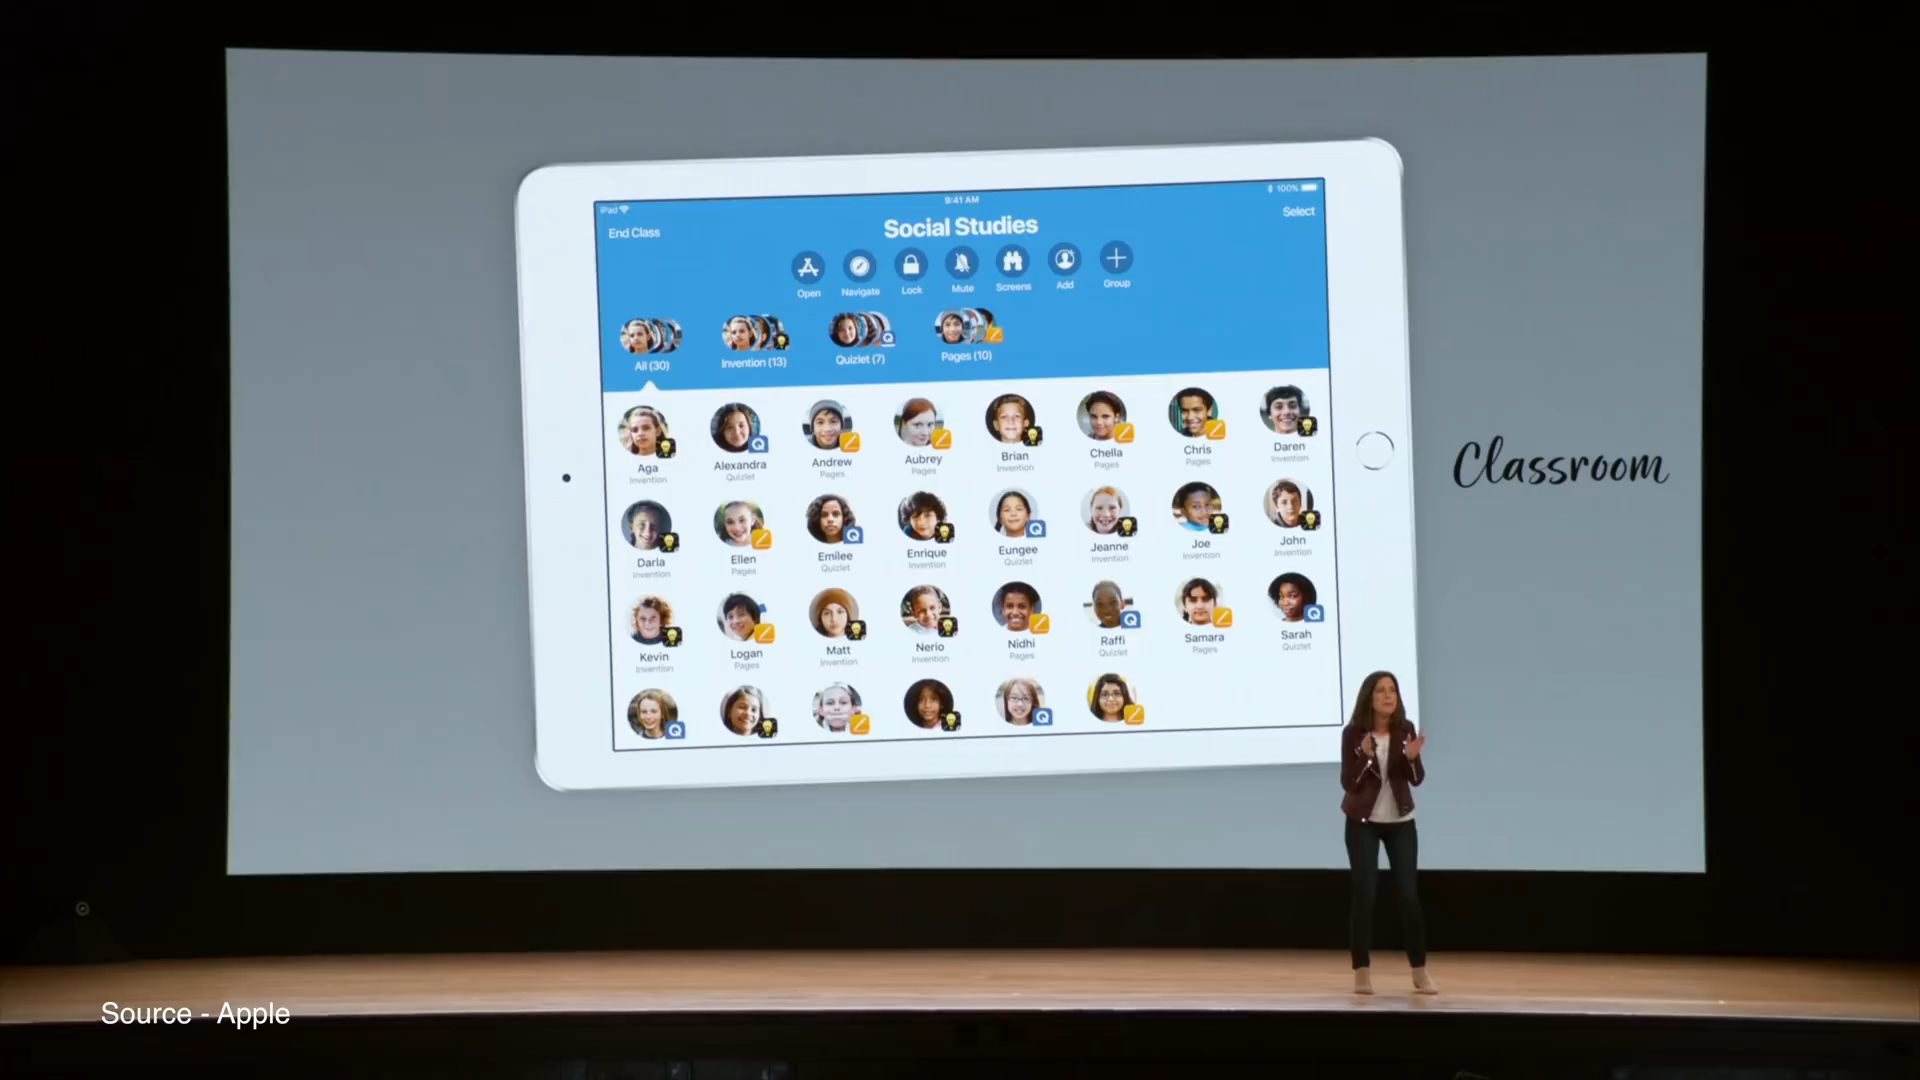 iPad
9:41 AM
100%
End Class
Social Studies
Select
Open
Navigate
Lock
Mute
Screens
Add
Group
All (30)
Invention (13)
Quizlet (7)
Pages (10)
Aga
Alexandra
Andrew
Aubrey
Brian
Chella
Chris
Daren
Invention
Quizlet
Pages
Pages
Invention
Pages
Pages
Invention
Classroom
Darla
Ellen
Emilee
Enrique
Eungee
Jeanne
Joe
John
Invention
Pages
Quizlet
Invention
Quizlet
Invention
Invention
Invention
Kevin
Logan
Matt
Nerio
Nidhi
Raffi
Samara
Sarah
Invention
Pages
Invention
Invention
Pages
Quizlet
Pages
Quizlet
Source - Apple